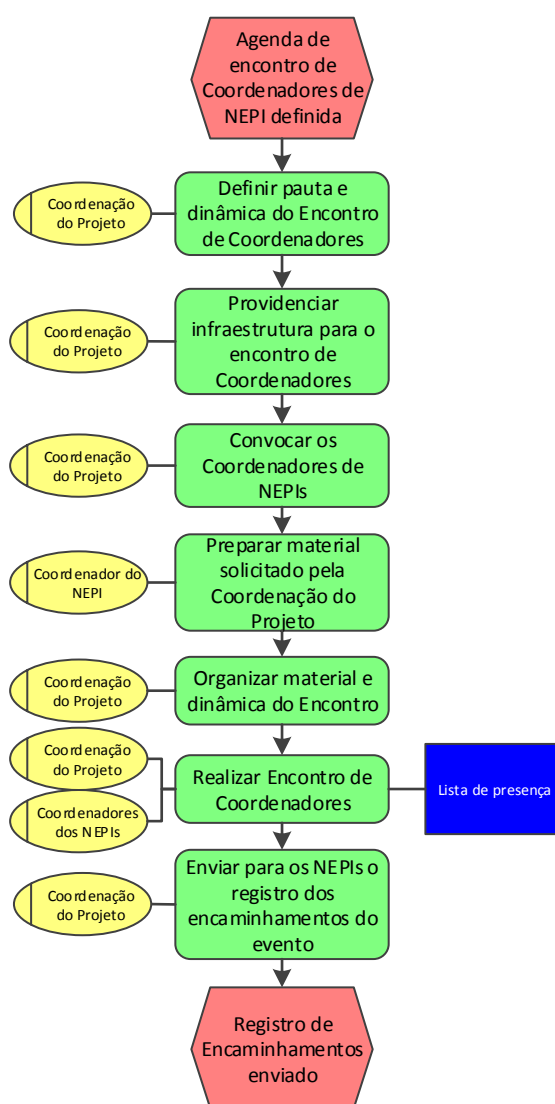 Agenda de
encontro de
Coordenadores de
NEPI definida
Coordenação
do Projeto
Definir pauta e
dinâmica do Encontro
de Coordenadores
Coordenação
do Projeto
Providenciar
infraestrutura para o
encontro de
Coordenadores
Coordenação
do Projeto
Convocar os
Coordenadores de
NEPIs
Coordenador do
NEPI
Preparar material
solicitado pela
Coordenação do
Projeto
Coordenação
do Projeto
Organizar material e
dinâmica do Encontro
Coordenação
do Projeto
Coordenadores
dos NEPIs
Realizar Encontro de
Coordenadores
Lista de presença
Coordenação
do Projeto
Enviar para os NEPIs o
registro dos
encaminhamentos do
evento
Registro de
Encaminhamentos
enviado